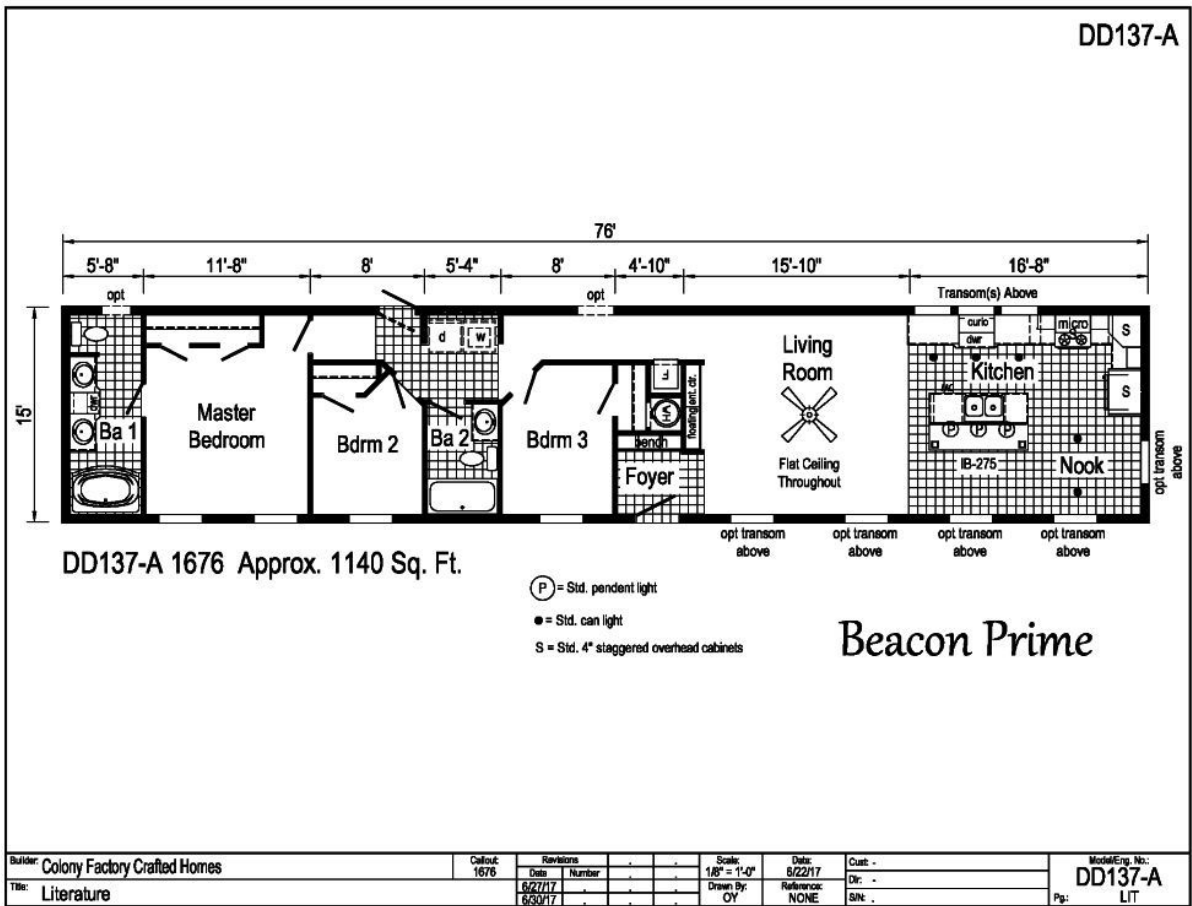 DD137-A
76'
5'-8"
11'-8"
8'
5'-4"
8'
4'-10"
15'-10"
16'-8"
opt
opt
Transom(s) Above
15'
d
w
curio
dwr
micro
S
S
Living
Room
Kitchen
Master
Bedroom
dwr
Ba 1
Bdrm 2
Ba 2
Bdrm 3
F
WH
floating ent. ctr.
bench
Foyer
Flat Ceiling
Throughout
P
P
P
IB-275
Nook
opt transom
above
opt transom
above
opt transom
above
opt transom
above
opt transom
above
DD137-A 1676 Approx. 1140 Sq. Ft.
P = Std. pendent light
= Std. can light
S = Std. 4" staggered overhead cabinets
Beacon Prime
Builder: Colony Factory Crafted Homes
Title: Literature
Callout:
1676
Revisions
Date Number
6/27/17
6/30/17
Scale:
1/8" = 1'-0"
Drawn By:
OY
Date:
6/22/17
Reference:
NONE
Cust: -
Dlr: -
S/N: .
Model/Eng. No.:
DD137-A
Pg.: LIT